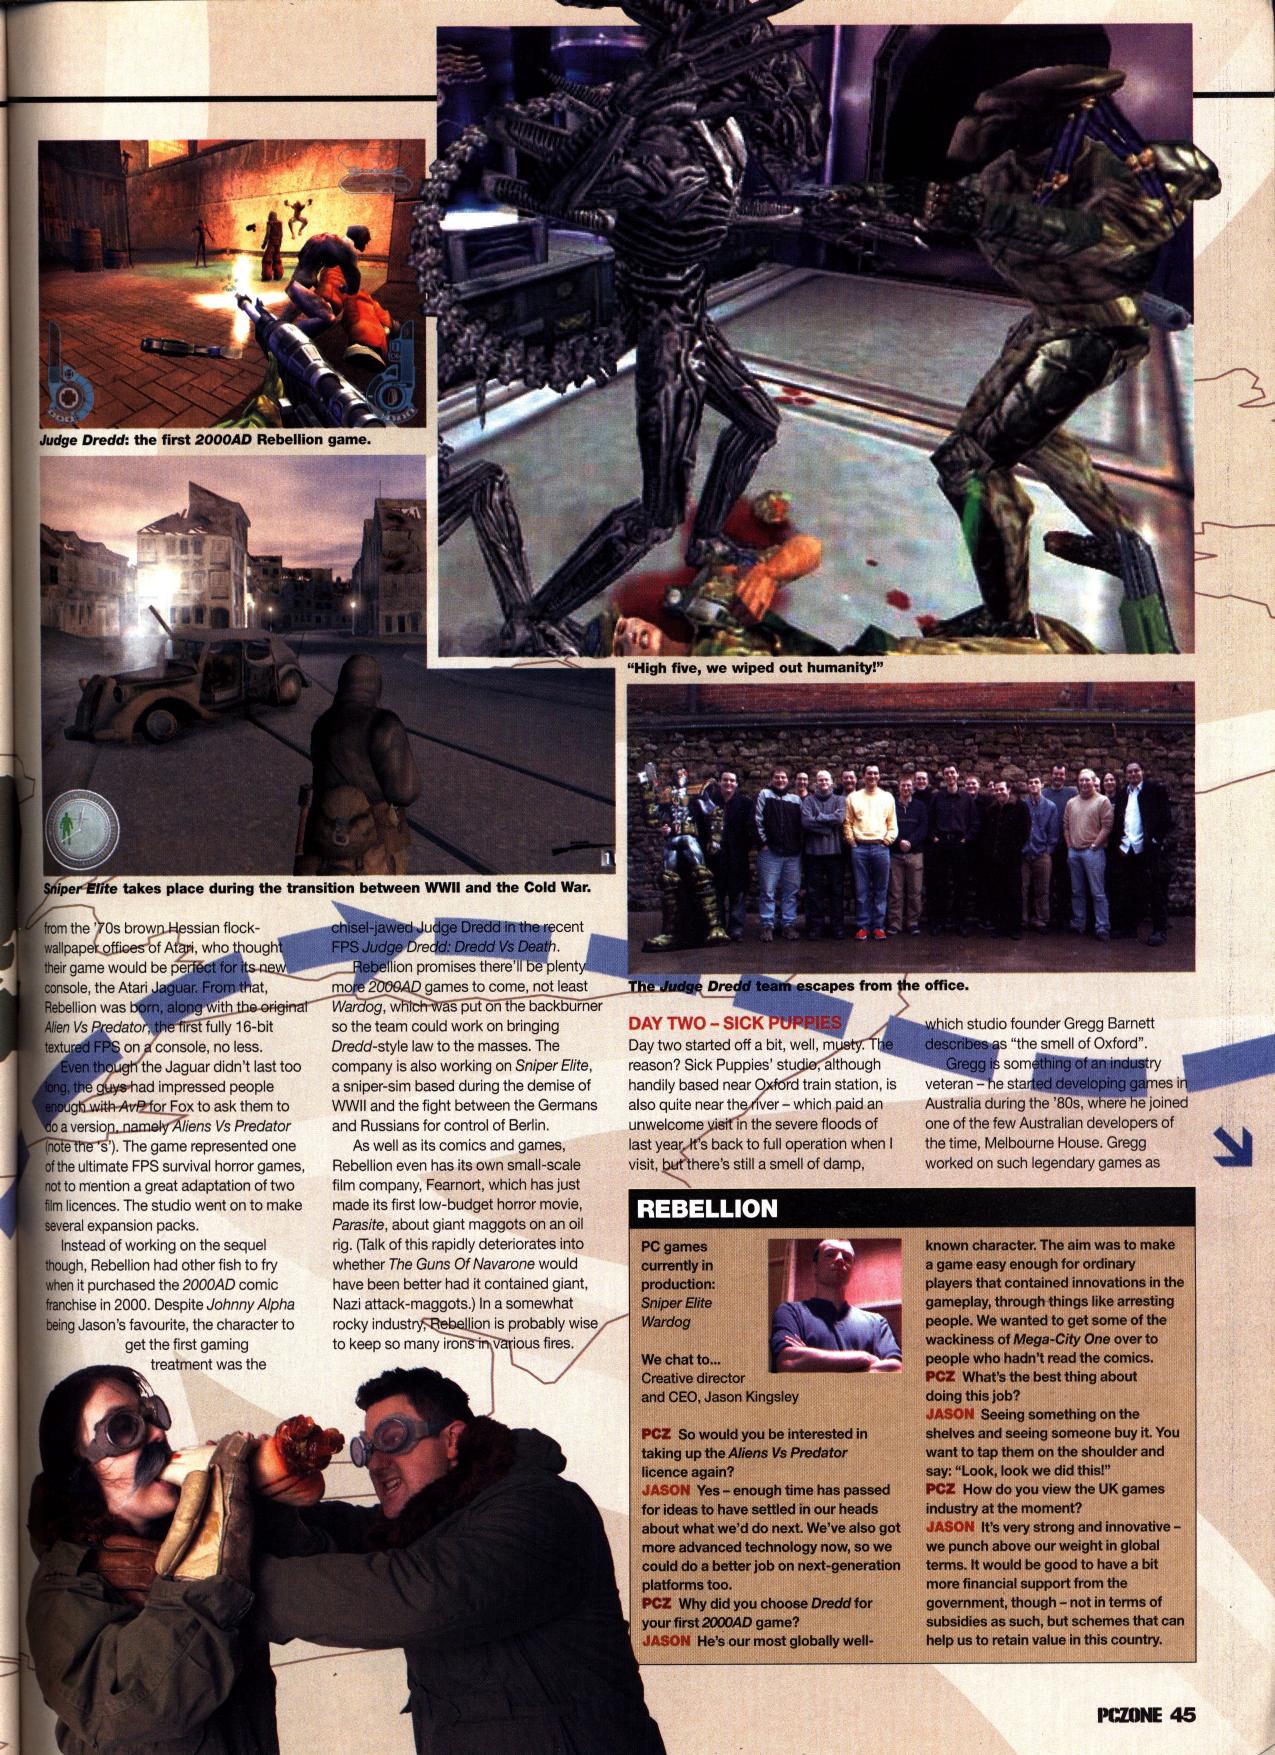 Judge Dredd: the first 2000AD Rebellion game.
"High five, we wiped out humanity!"
Sniper Elite takes place during the transition between WWII and the Cold War.
The Judge Dredd team escapes from the office.
from the '70s brown Hessian flock-
wallpaper offices of Atari, who thought
their game would be perfect for its new
console, the Atari Jaguar. From that,
Rebellion was born, along with the original
Alien Vs Predator, the first fully 16-bit
textured FPS on a console, no less.
Even though the Jaguar didn't last too
long, the guys had impressed people
enough with AvP for Fox to ask them to
do a version, namely Aliens Vs Predator
(note the 's'). The game represented one
of the ultimate FPS survival horror games,
not to mention a great adaptation of two
film licences. The studio went on to make
several expansion packs.
Instead of working on the sequel
though, Rebellion had other fish to fry
when it purchased the 2000AD comic
franchise in 2000. Despite Johnny Alpha
being Jason's favourite, the character to
get the first gaming
treatment was the
chisel-jawed Judge Dredd in the recent
FPS Judge Dredd: Dredd Vs Death.
Rebellion promises there'll be plenty
more 2000AD games to come, not least
Wardog, which was put on the backburner
so the team could work on bringing
Dredd-style law to the masses. The
company is also working on Sniper Elite,
a sniper-sim based during the demise of
WWII and the fight between the Germans
and Russians for control of Berlin.
As well as its comics and games,
Rebellion even has its own small-scale
film company, Fearnort, which has just
made its first low-budget horror movie,
Parasite, about giant maggots on an oil
rig. (Talk of this rapidly deteriorates into
whether The Guns Of Navarone would
have been better had it contained giant,
Nazi attack-maggots.) In a somewhat
rocky industry, Rebellion is probably wise
to keep so many irons in various fires.
DAY TWO – SICK PUPPIES
Day two started off a bit, well, musty. The
reason? Sick Puppies' studio, although
handily based near Oxford train station, is
also quite near the river – which paid an
unwelcome visit in the severe floods of
last year. It's back to full operation when I
visit, but there's still a smell of damp,
which studio founder Gregg Barnett
describes as "the smell of Oxford".
Gregg is something of an industry
veteran – he started developing games in
Australia during the '80s, where he joined
one of the few Australian developers of
the time, Melbourne House. Gregg
worked on such legendary games as
REBELLION
PC games
currently in
production:
Sniper Elite
Wardog
We chat to...
Creative director
and CEO, Jason Kingsley
PCZ So would you be interested in
taking up the Aliens Vs Predator
licence again?
JASON Yes – enough time has passed
for ideas to have settled in our heads
about what we'd do next. We've also got
more advanced technology now, so we
could do a better job on next-generation
platforms too.
PCZ Why did you choose Dredd for
your first 2000AD game?
JASON He's our most globally well-
known character. The aim was to make
a game easy enough for ordinary
players that contained innovations in the
gameplay, through things like arresting
people. We wanted to get some of the
wackiness of Mega-City One over to
people who hadn't read the comics.
PCZ What's the best thing about
doing this job?
JASON Seeing something on the
shelves and seeing someone buy it. You
want to tap them on the shoulder and
say: "Look, look we did this!"
PCZ How do you view the UK games
industry at the moment?
JASON It's very strong and innovative –
we punch above our weight in global
terms. It would be good to have a bit
more financial support from the
government, though – not in terms of
subsidies as such, but schemes that can
help us to retain value in this country.
PCZONE 45